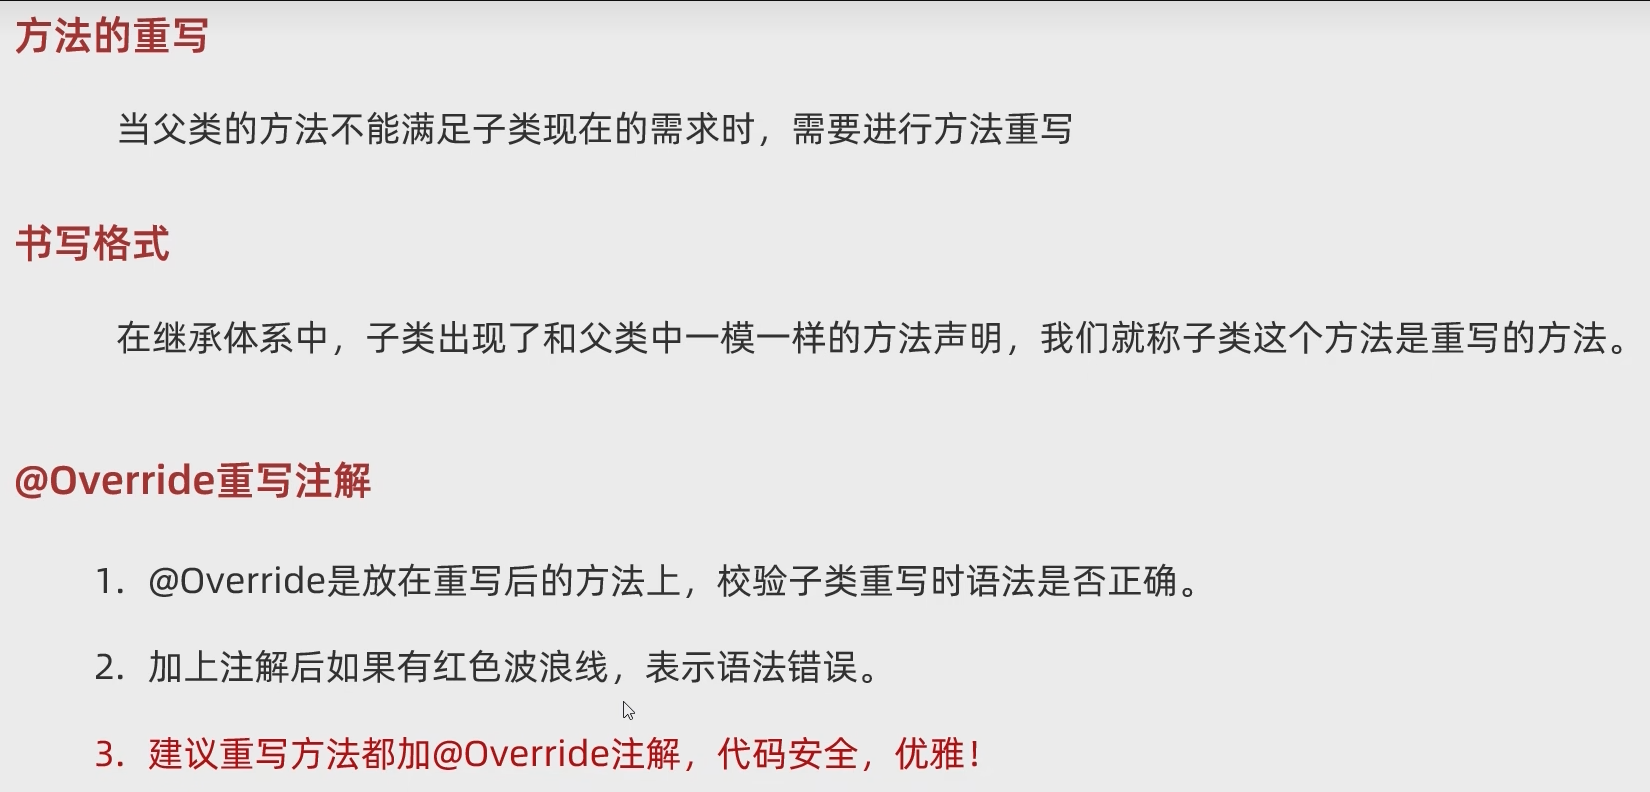 方法的重写
当父类的方法不能满足子类现在的需求时，需要进行方法重写
书写格式
在继承体系中，子类出现了和父类中一模一样的方法声明，我们就称子类这个方法是重写的方法。
@Override重写注解
1. @Override是放在重写后的方法上，校验子类重写时语法是否正确。
2. 加上注解后如果有红色波浪线，表示语法错误。
3. 建议重写方法都加@Override注解，代码安全，优雅！